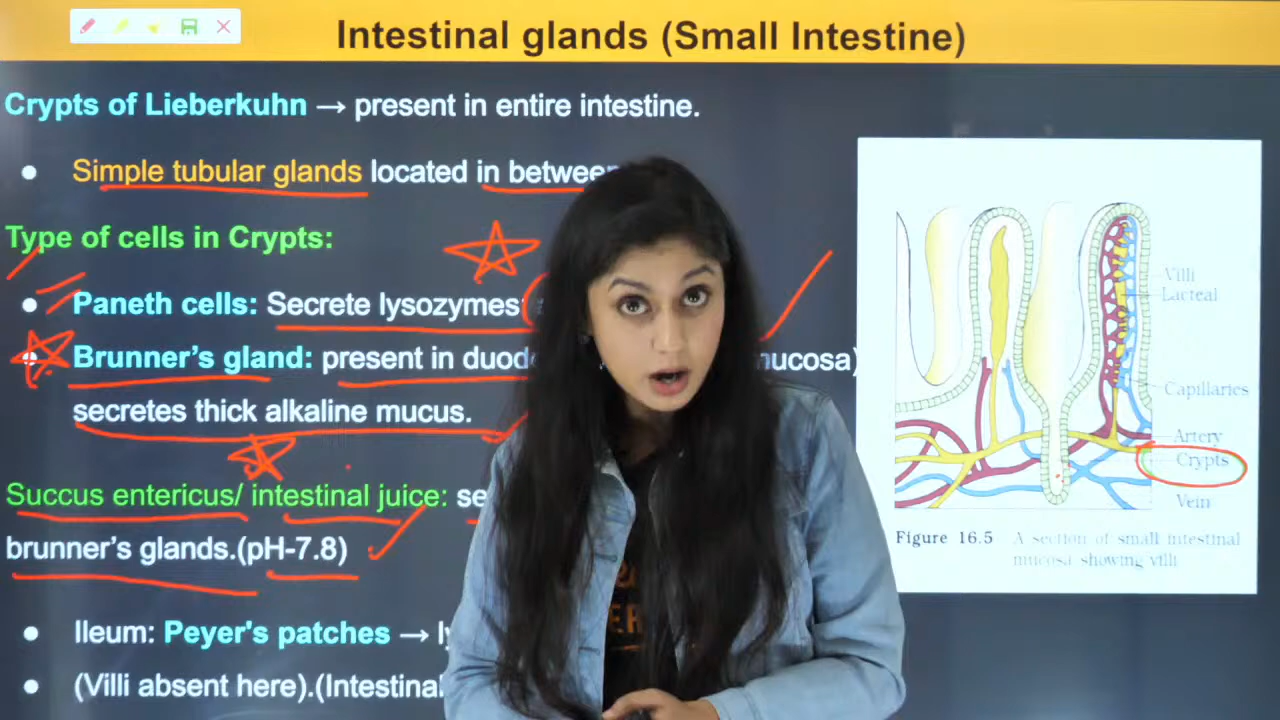 Intestinal glands (Small Intestine)
Crypts of Lieberkuhn → present in entire intestine.
● Simple tubular glands located in between
Type of cells in Crypts:
● Paneth cells: Secrete lysozymes
● Brunner's gland: present in duod mucosa)
secretes thick alkaline mucus.
Succus entericus/ intestinal juice: se
brunner's glands.(pH-7.8)
● Ileum: Peyer's patches → ly
● (Villi absent here).(Intestinal
Villi
Lacteal
Capillaries
Artery
Crypts
Vein
Figure 16.5 A section of small intestinal
mucosa showing villi